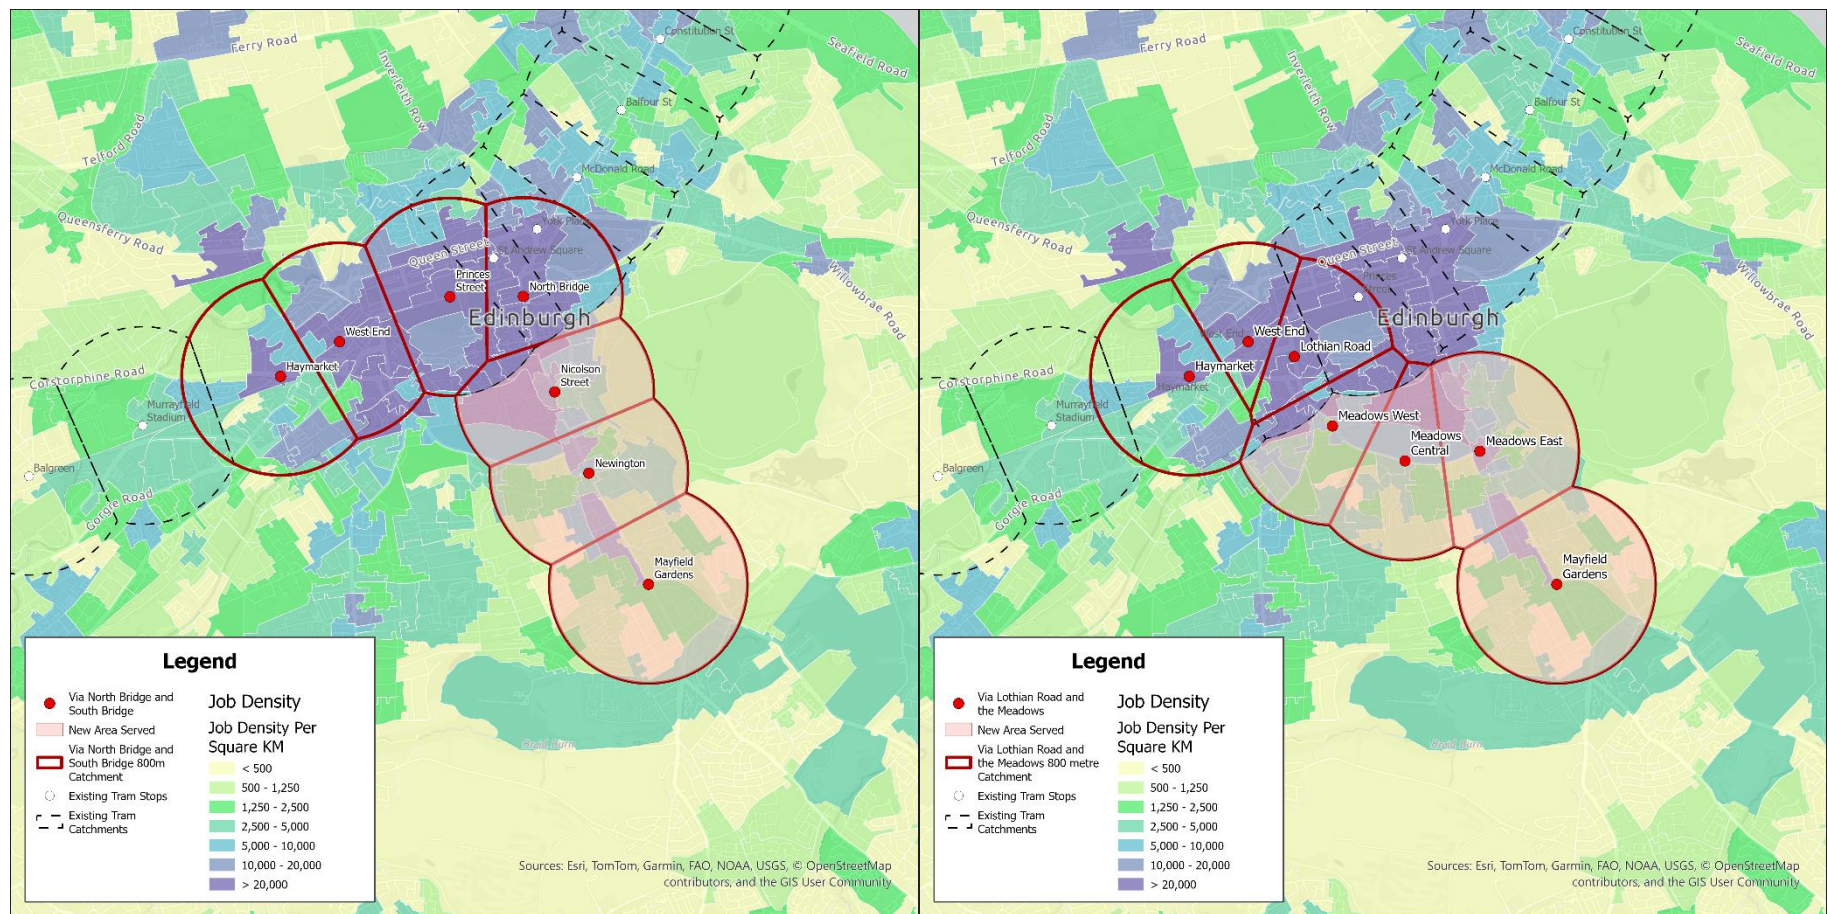 Ferry Road
Constitution St
Seafield Road
Inverleith Row
Balfour St
Telford Road
McDonald Road
Queensferry Road
York Place
Queen Street
St Andrew Square
Willowbrae Road
Princes
Street
North Bridge
Edinburgh
West End
Haymarket
Corstorphine Road
Nicolson
Street
Murrayfield
Stadium
Balgreen
Newington
Gorgie Road
Mayfield
Gardens
Braid Burn
Legend
Via North Bridge and
South Bridge
New Area Served
Via North Bridge and
South Bridge 800m
Catchment
Existing Tram Stops
Existing Tram
Catchments
Job Density
Job Density Per
Square KM
< 500
500 - 1,250
1,250 - 2,500
2,500 - 5,000
5,000 - 10,000
10,000 - 20,000
> 20,000
Sources: Esri, TomTom, Garmin, FAO, NOAA, USGS, © OpenStreetMap
contributors, and the GIS User Community
Ferry Road
Constitution St
Seafield Road
Inverleith Row
Balfour St
Telford Road
McDonald Road
Queensferry Road
York Place
Queen Street
St Andrew Square
Willowbrae Road
Princes
Street
Edinburgh
West End
West End
Lothian Road
Haymarket
Haymarket
Corstorphine Road
Murrayfield
Stadium
Meadows West
Meadows
Central
Meadows East
Balgreen
Gorgie Road
Mayfield
Gardens
Braid Burn
Legend
Via Lothian Road and
the Meadows
New Area Served
Via Lothian Road and
the Meadows 800 metre
Catchment
Existing Tram Stops
Existing Tram
Catchments
Job Density
Job Density Per
Square KM
< 500
500 - 1,250
1,250 - 2,500
2,500 - 5,000
5,000 - 10,000
10,000 - 20,000
> 20,000
Sources: Esri, TomTom, Garmin, FAO, NOAA, USGS, © OpenStreetMap
contributors, and the GIS User Community